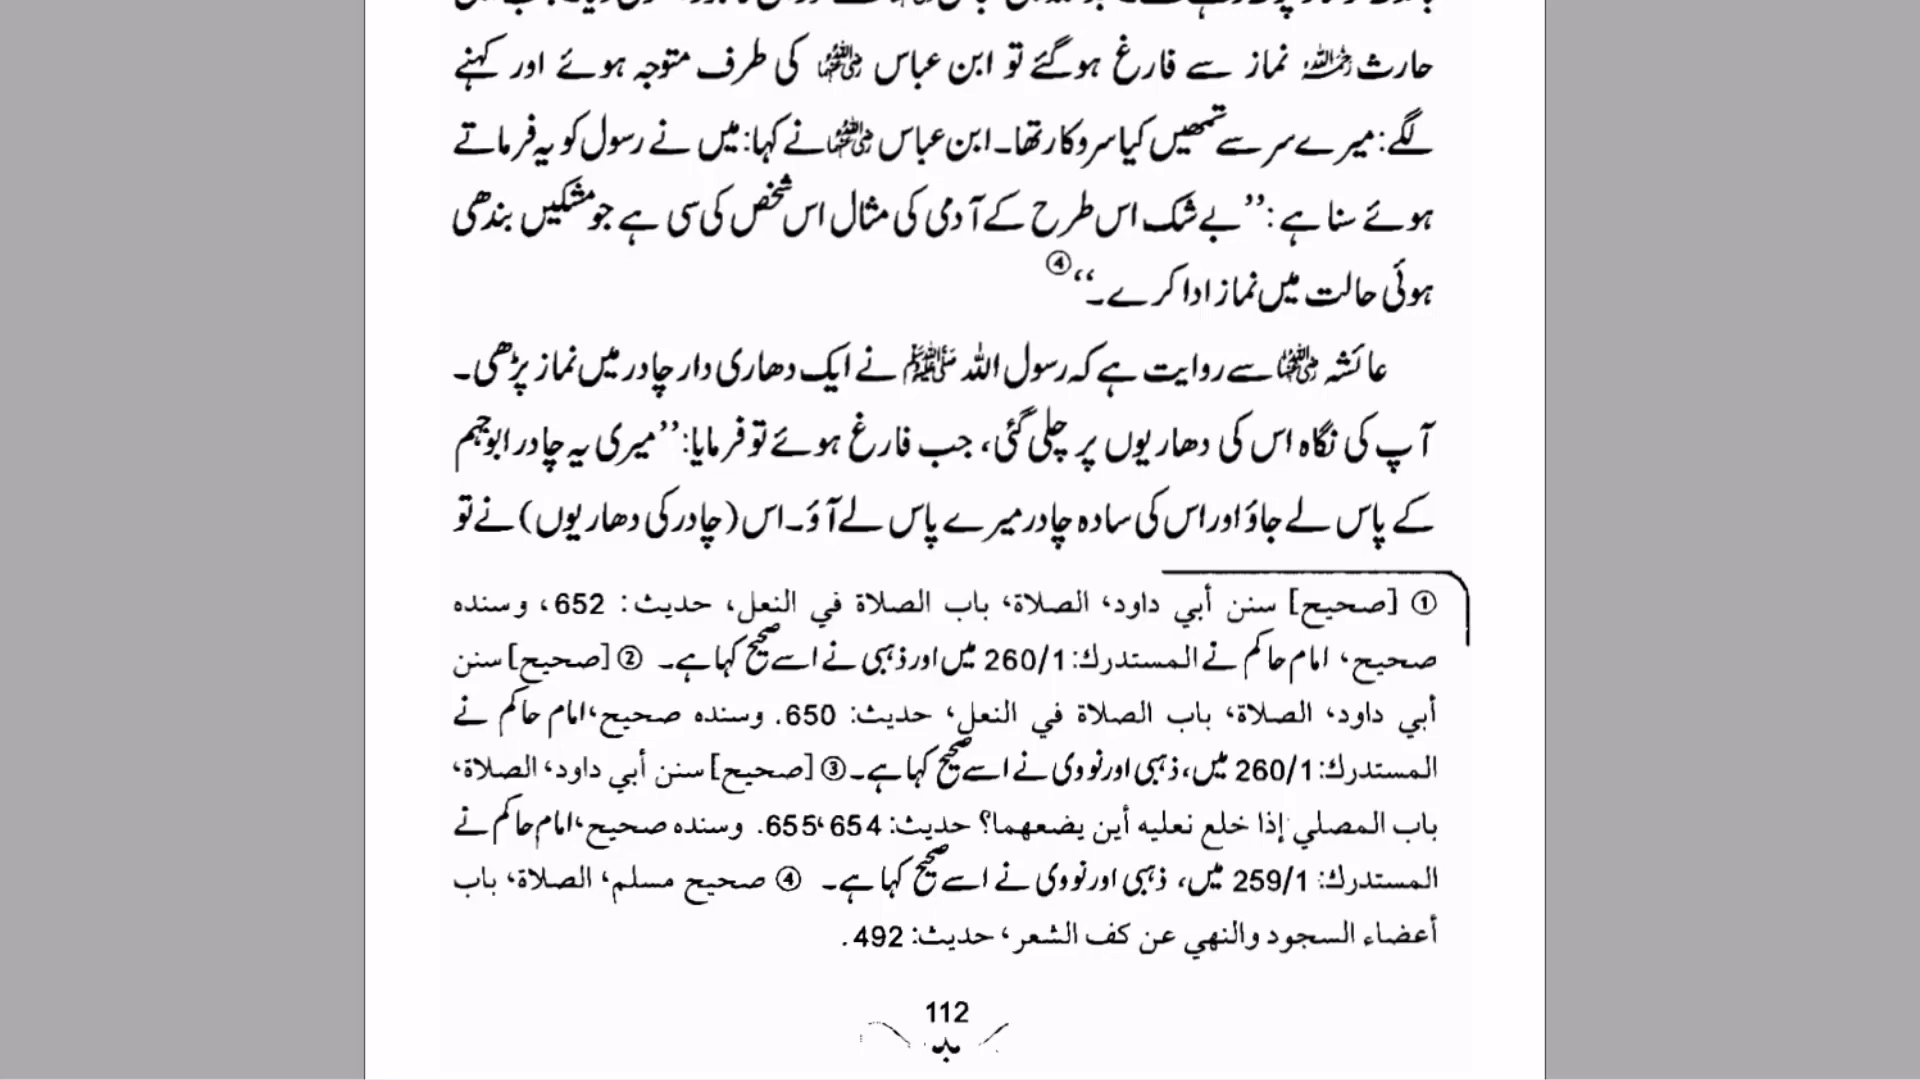 حارث رحمہ اللہ نماز سے فارغ ہوگئے تو ابن عباس رضی اللہ عنہما کی طرف متوجہ ہوئے اور کہنے
لگے: میرے سر سے تمھیں کیا سروکار تھا۔ ابن عباس رضی اللہ عنہما نے کہا: میں نے رسول کو یہ فرماتے
ہوئے سنا ہے: ’’بے شک اس طرح کے آدمی کی مثال اس شخص کی سی ہے جو مشکیں بندھی
ہوئی حالت میں نماز ادا کرے۔‘‘ ④
عائشہ رضی اللہ عنہا سے روایت ہے کہ رسول اللہ ﷺ نے ایک دھاری دار چادر میں نماز پڑھی۔
آپ کی نگاہ اس کی دھاریوں پر چلی گئی، جب فارغ ہوئے تو فرمایا: ’’میری یہ چادر ابوجہم
کے پاس لے جاؤ اور اس کی سادہ چادر میرے پاس لے آؤ۔ اس (چادر کی دھاریوں) نے تو
① [صحيح] سنن أبي داود، الصلاة، باب الصلاة في النعل، حديث: 652، وسنده
صحيح، امام حاکم نے المستدرك: 260/1 میں اور ذہبی نے اسے صحیح کہا ہے۔ ② [صحيح] سنن
أبي داود، الصلاة، باب الصلاة في النعل، حديث: 650. وسنده صحيح، امام حاکم نے
المستدرك: 260/1 میں، ذہبی اور نووی نے اسے صحیح کہا ہے۔ ③ [صحيح] سنن أبي داود، الصلاة،
باب المصلي إذا خلع نعليه أين يضعهما؟ حديث: 654، 655. وسنده صحيح، امام حاکم نے
المستدرك: 259/1 میں، ذہبی اور نووی نے اسے صحیح کہا ہے۔ ④ صحيح مسلم، الصلاة، باب
أعضاء السجود والنهي عن كف الشعر، حديث: 492.
112